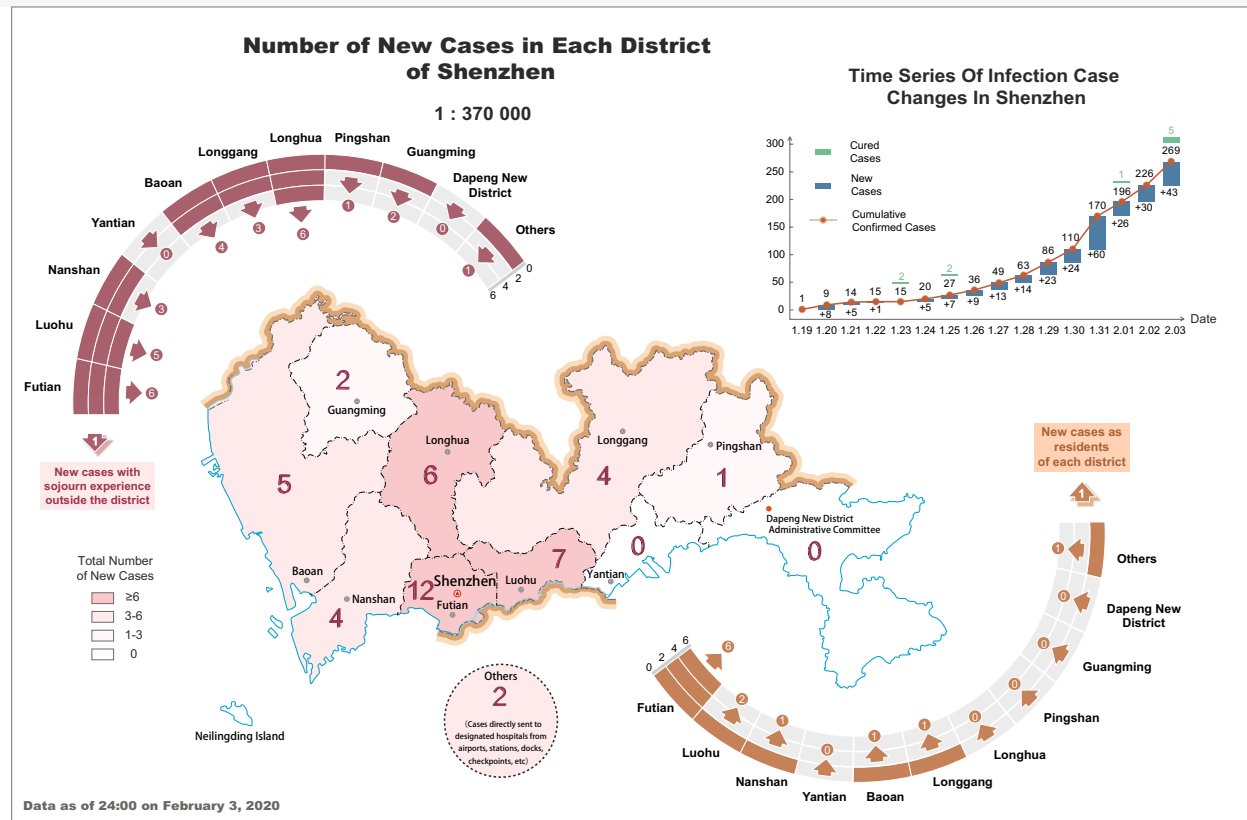 Number of New Cases in Each District
of Shenzhen
1 : 370 000
Longhua
Pingshan
Longgang
Guangming
Baoan
Dapeng New
District
Yantian
Others
Nanshan
Luohu
Futian
6
5
3
0
4
3
6
1
2
0
1
0
2
4
6
1
New cases with
sojourn experience
outside the district
Time Series Of Infection Case
Changes In Shenzhen
300
250
200
150
100
50
0
Cured
Cases
New
Cases
Cumulative
Confirmed Cases
1
9
14
15
15
20
27
36
49
63
86
110
170
196
226
269
+8
+5
+1
+5
+7
+9
+13
+14
+23
+24
+60
+26
+30
+43
2
2
1
5
1.19 1.20 1.21 1.22 1.23 1.24 1.25 1.26 1.27 1.28 1.29 1.30 1.31 2.01 2.02 2.03
Date
2
Guangming
Longhua
6
5
Longgang
4
Pingshan
1
Dapeng New District
Administrative Committee
0
0
7
Yantian
Baoan
Nanshan
4
12
Shenzhen
Futian
Luohu
Neilingding Island
Total Number
of New Cases
≥6
3-6
1-3
0
Others
2
(Cases directly sent to
designated hospitals from
airports, stations, docks,
checkpoints, etc)
New cases as
residents
of each district
1
Others
1
Dapeng New
District
0
Guangming
0
Pingshan
0
Longhua
0
Longgang
1
Baoan
1
Yantian
0
Nanshan
1
Luohu
2
Futian
6
0
2
4
6
Data as of 24:00 on February 3, 2020